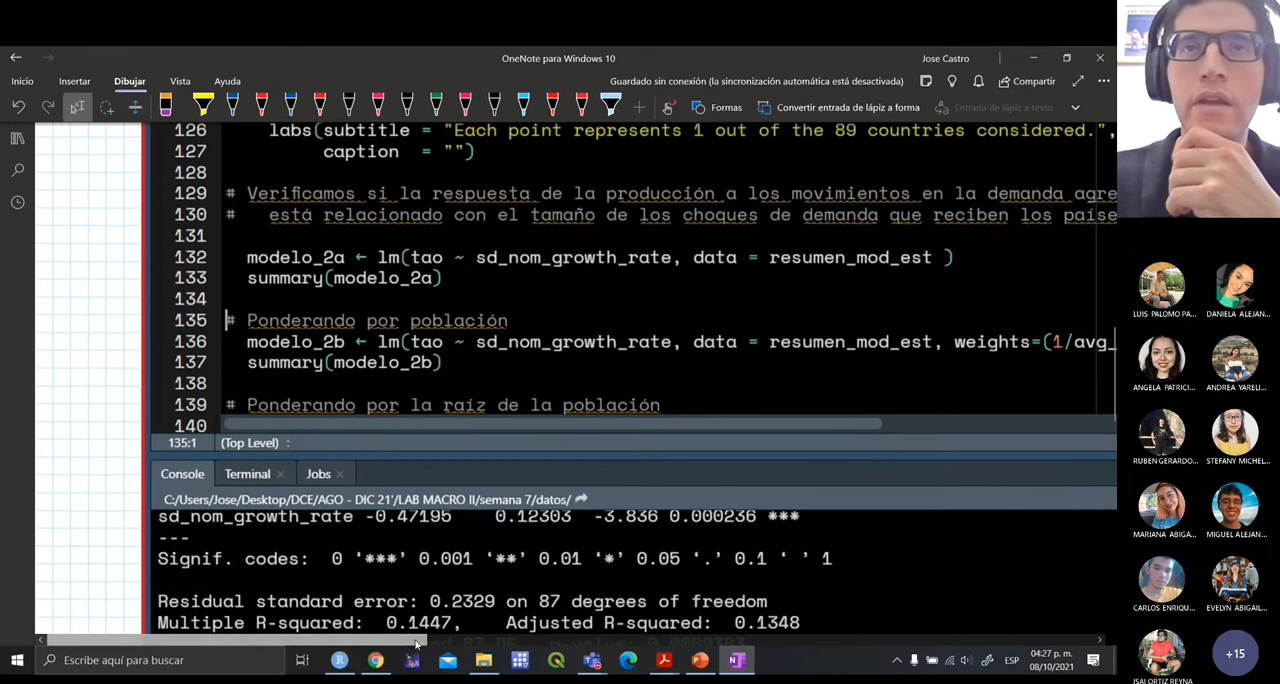 OneNote para Windows 10
Jose Castro
Inicio Insertar Dibujar Vista Ayuda
Guardado sin conexión (la sincronización automática está desactivada)
Compartir
Formas
Convertir entrada de lápiz a forma
Entrada de lápiz a texto
126 labs(subtitle = "Each point represents 1 out of the 89 countries considered.",
127 caption = "")
128
129 # Verificamos si la respuesta de la producción a los movimientos en la demanda agre
130 # está relacionado con el tamaño de los choques de demanda que reciben los paíse
131
132 modelo_2a ← lm(tao ~ sd_nom_growth_rate, data = resumen_mod_est )
133 summary(modelo_2a)
134
135 # Ponderando por población
136 modelo_2b ← lm(tao ~ sd_nom_growth_rate, data = resumen_mod_est, weights=(1/avg_
137 summary(modelo_2b)
138
139 # Ponderando por la raíz de la población
140
135:1 (Top Level)
Console Terminal Jobs
C:/Users/Jose/Desktop/DCE/AGO - DIC 21'/LAB MACRO II/semana 7/datos/
sd_nom_growth_rate -0.47195 0.12303 -3.836 0.000236 ***
---
Signif. codes: 0 ‘***’ 0.001 ‘**’ 0.01 ‘*’ 0.05 ‘.’ 0.1 ‘ ’ 1
Residual standard error: 0.2329 on 87 degrees of freedom
Multiple R-squared: 0.1447, Adjusted R-squared: 0.1348
LUIS PALOMO PA...
DANIELA ALEJAN...
ANGELA PATRICI...
ANDREA YARELI...
RUBEN GERARDO...
STEFANY MICHEL...
MARIANA ABIGA...
MIGUEL ALEJAN...
CARLOS ENRIQU...
EVELYN ABIGAIL...
ISAI ORTIZ REYNA
+15
Escribe aquí para buscar
ESP
04:27 p. m.
08/10/2021